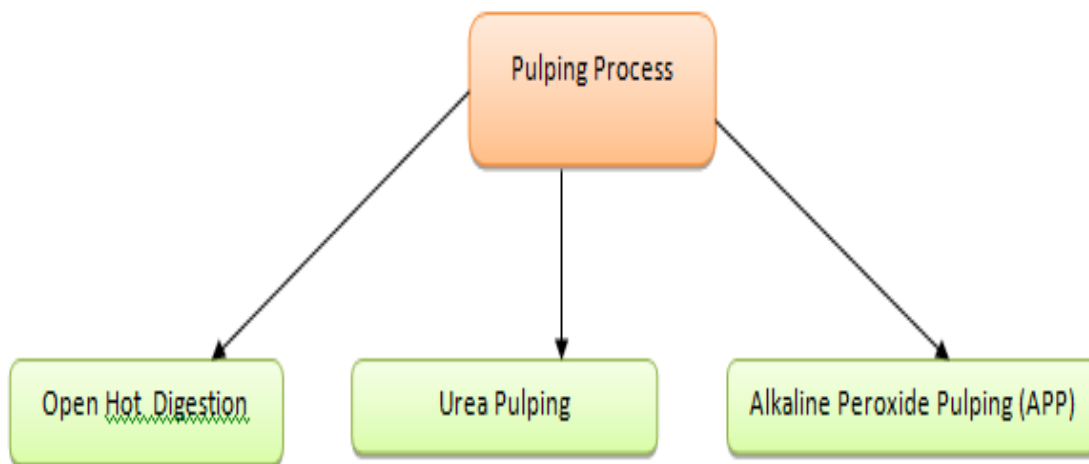 Pulping Process
Open Hot Digestion
Urea Pulping
Alkaline Peroxide Pulping (APP)